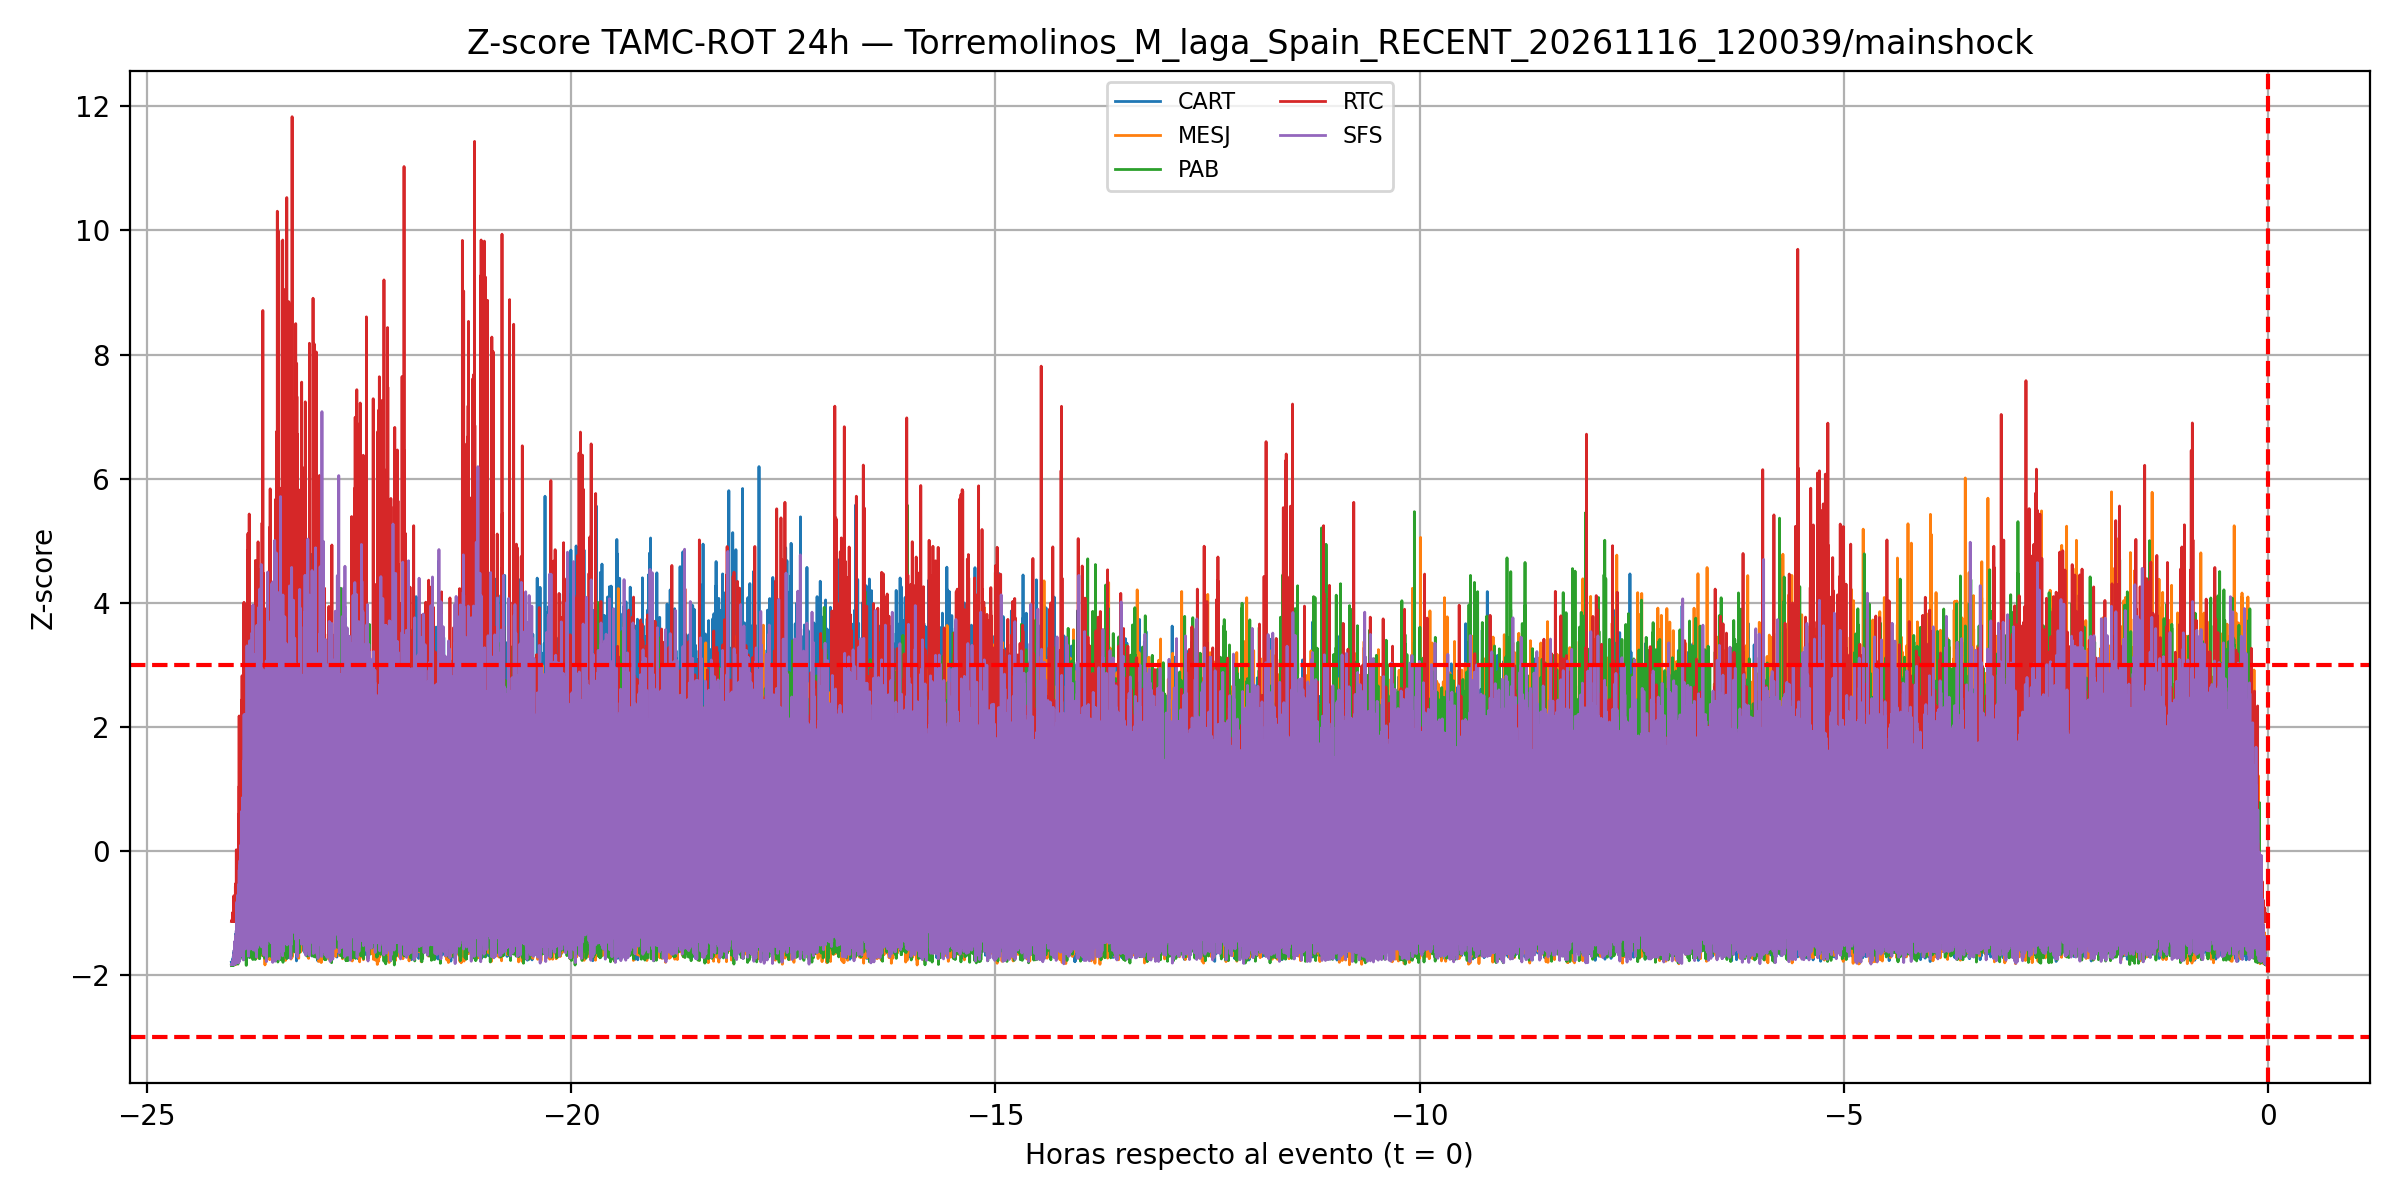 Z-score TAMC-ROT 24h — Torremolinos_M_laga_Spain_RECENT_20261116_120039/mainshock
CART
MESJ
PAB
RTC
SFS
Z-score
12
10
8
6
4
2
0
−2
−25
−20
−15
−10
−5
0
Horas respecto al evento (t = 0)